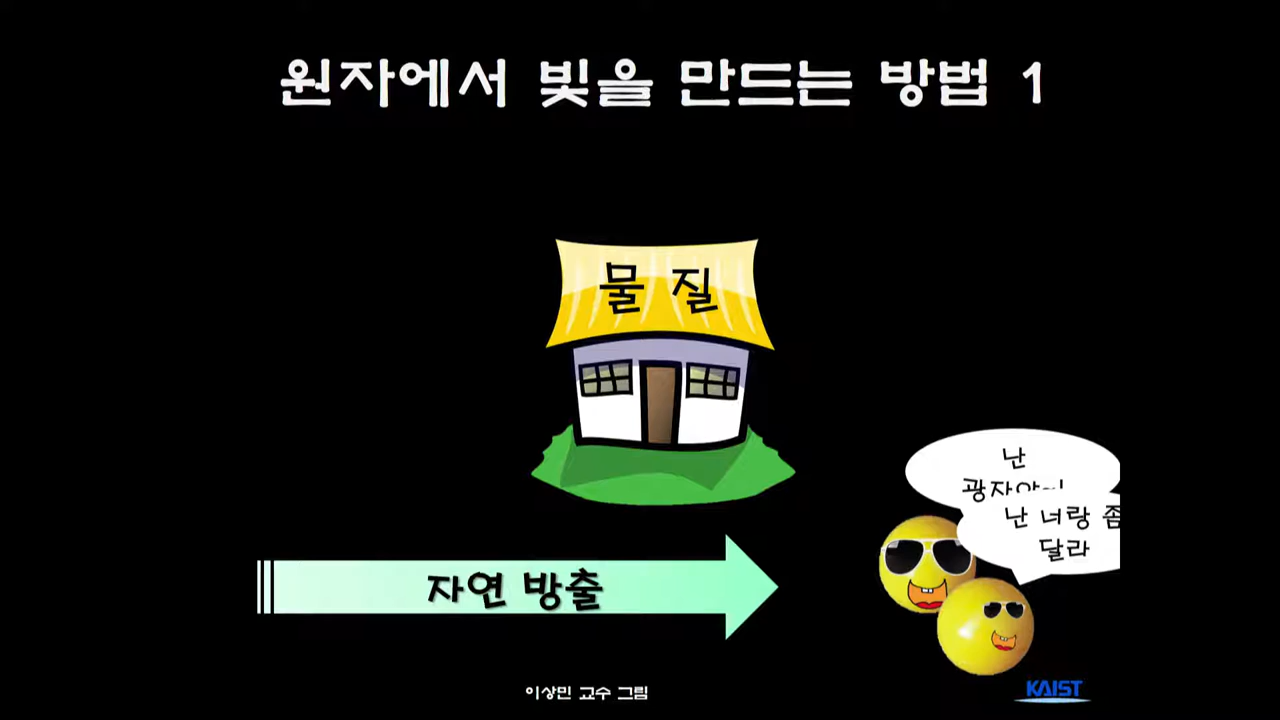 원자에서 빛을 만드는 방법 1
물 질
난
난 너랑 좀
달라
자연 방출
이상민 교수 그림
KAIST